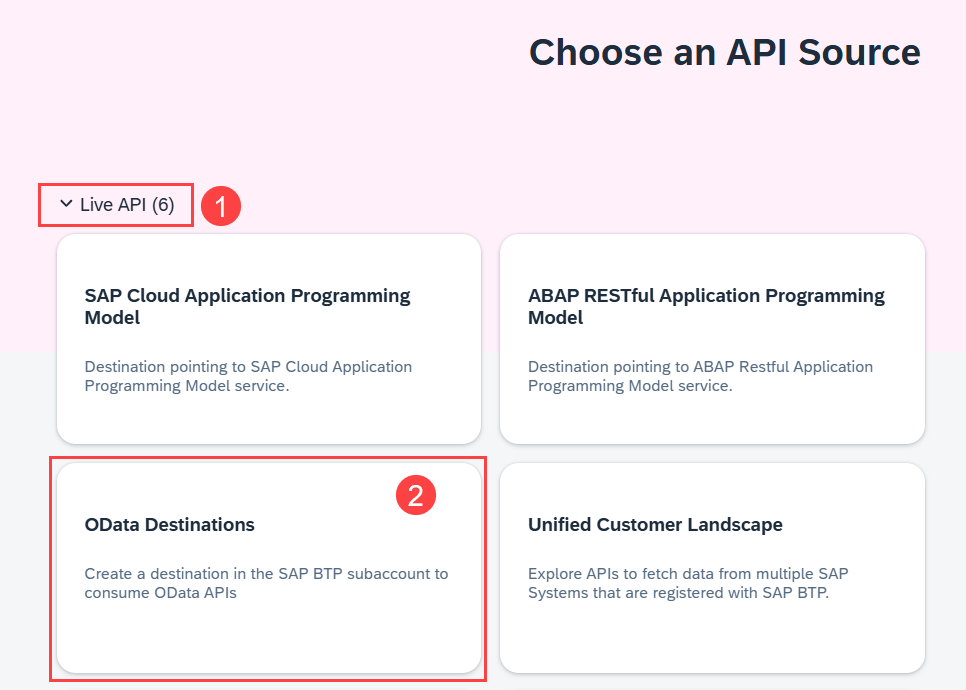 Choose an API Source
Live API (6)
1
SAP Cloud Application Programming
Model
Destination pointing to SAP Cloud Application
Programming Model service.
ABAP RESTful Application Programming
Model
Destination pointing to ABAP Restful Application
Programming Model service.
2
OData Destinations
Create a destination in the SAP BTP subaccount to
consume OData APIs
Unified Customer Landscape
Explore APIs to fetch data from multiple SAP
Systems that are registered with SAP BTP.